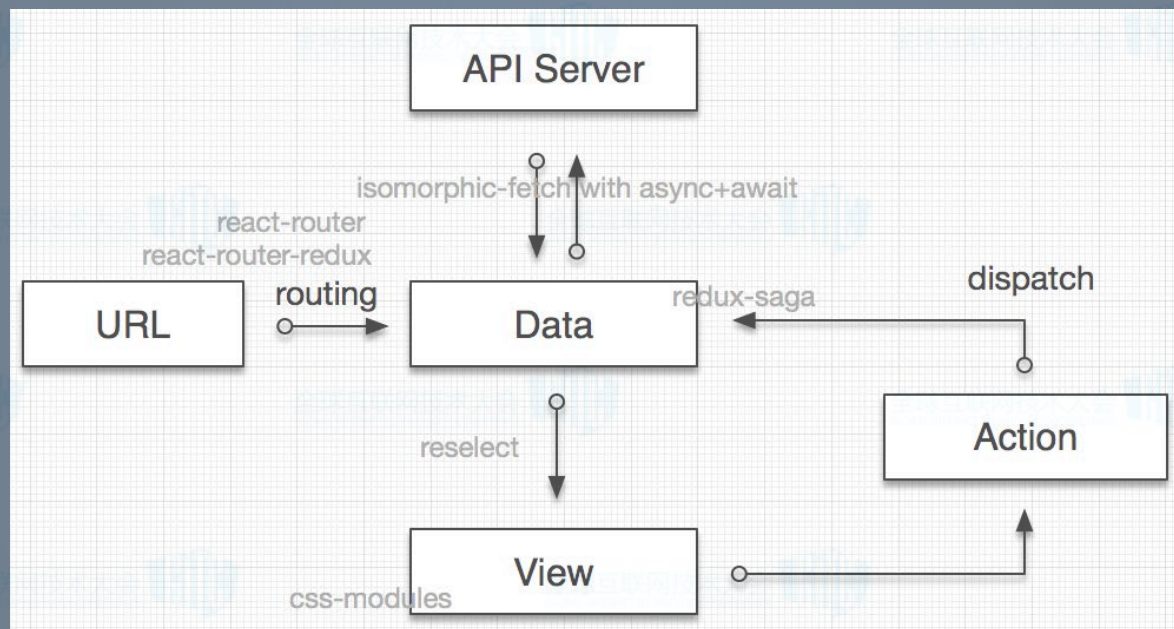 API Server
isomorphic-fetch with async+await
react-router
react-router-redux
routing
dispatch
redux-saga
URL
Data
Action
reselect
View
css-modules